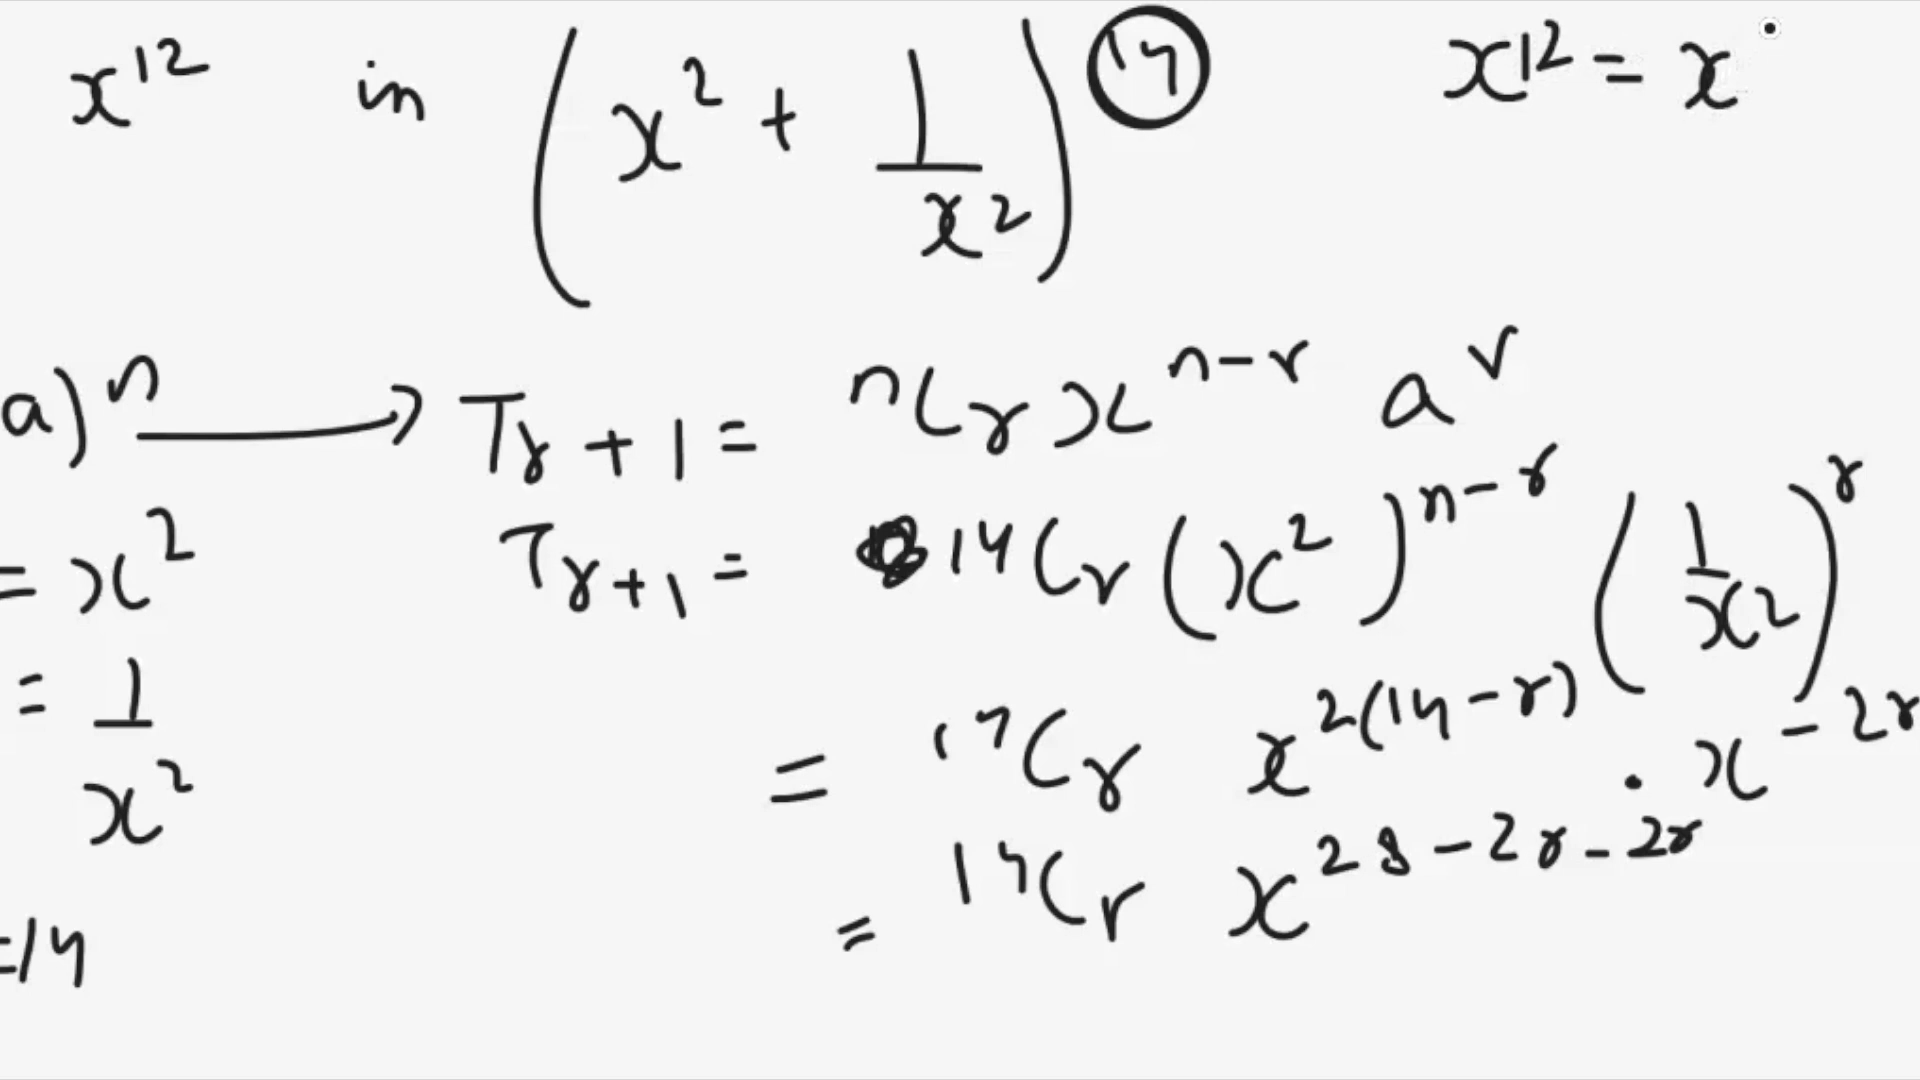 x¹² in (x² + 1/x²)¹⁴ x¹² = x
a)ⁿ → Tr+1 = ⁿCr xⁿ⁻ʳ aʳ
= x² Tr+1 = ¹⁴Cr (x²)ⁿ⁻ʳ (1/x²)ʳ
= 1/x²
= ¹⁴Cr x²⁽¹⁴⁻ʳ⁾ . x⁻²ʳ
=14 = ¹⁴Cr x²⁸⁻²ʳ⁻²ʳ